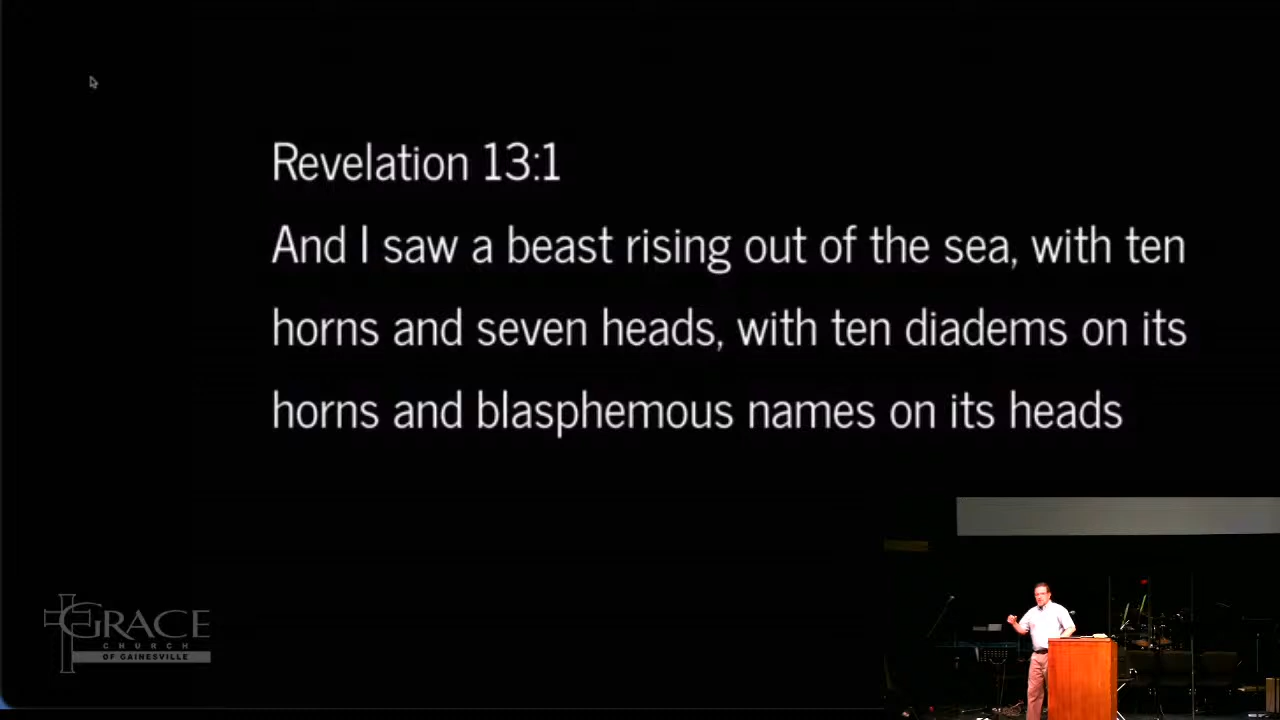 Revelation 13:1
And I saw a beast rising out of the sea, with ten
horns and seven heads, with ten diadems on its
horns and blasphemous names on its heads
GRACE
CHURCH
OF GAINESVILLE